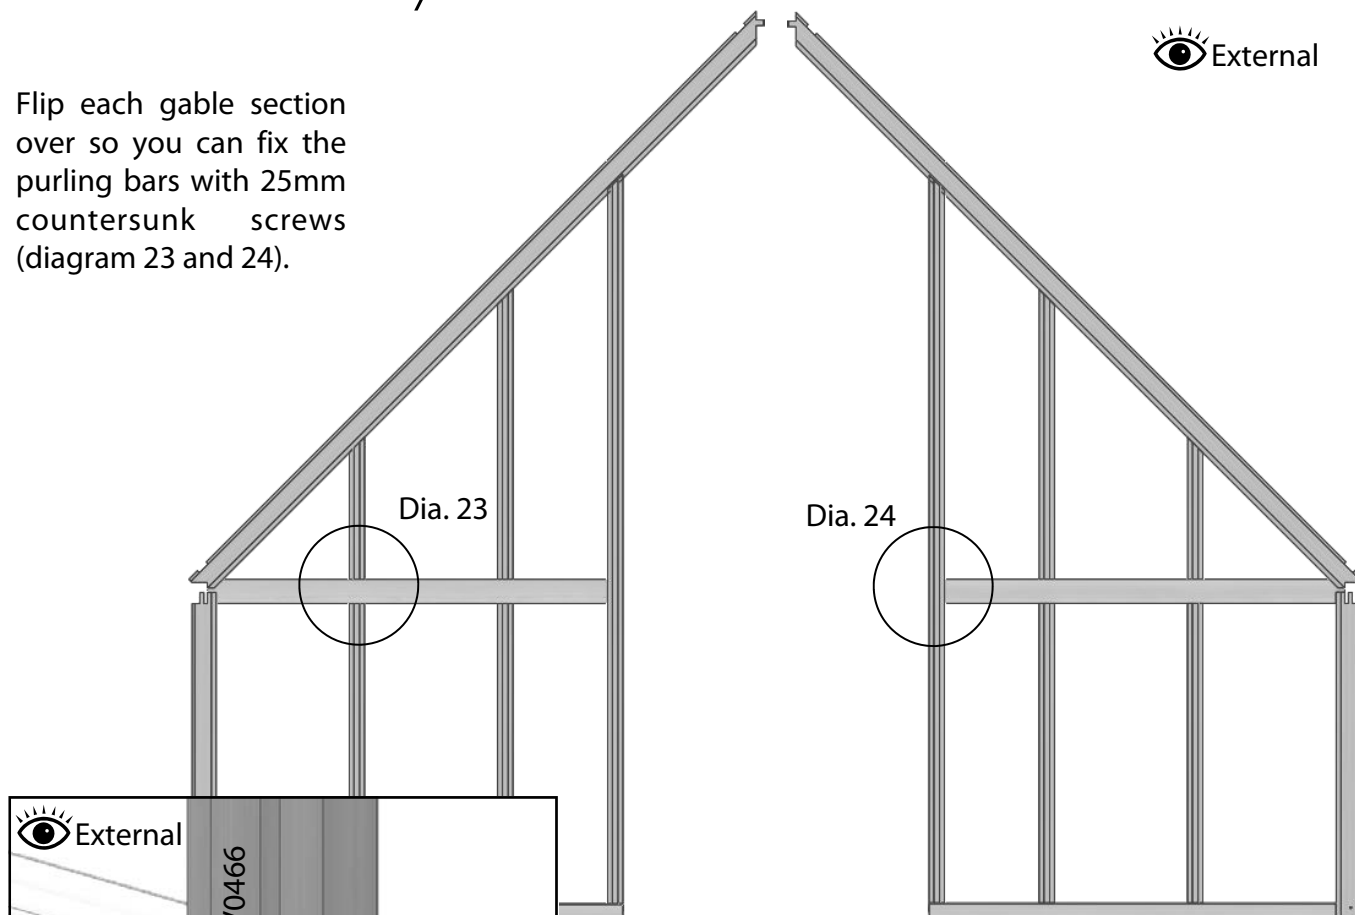 External
Flip each gable section
over so you can fix the
purling bars with 25mm
countersunk screws
(diagram 23 and 24).
Dia. 23
Dia. 24
External